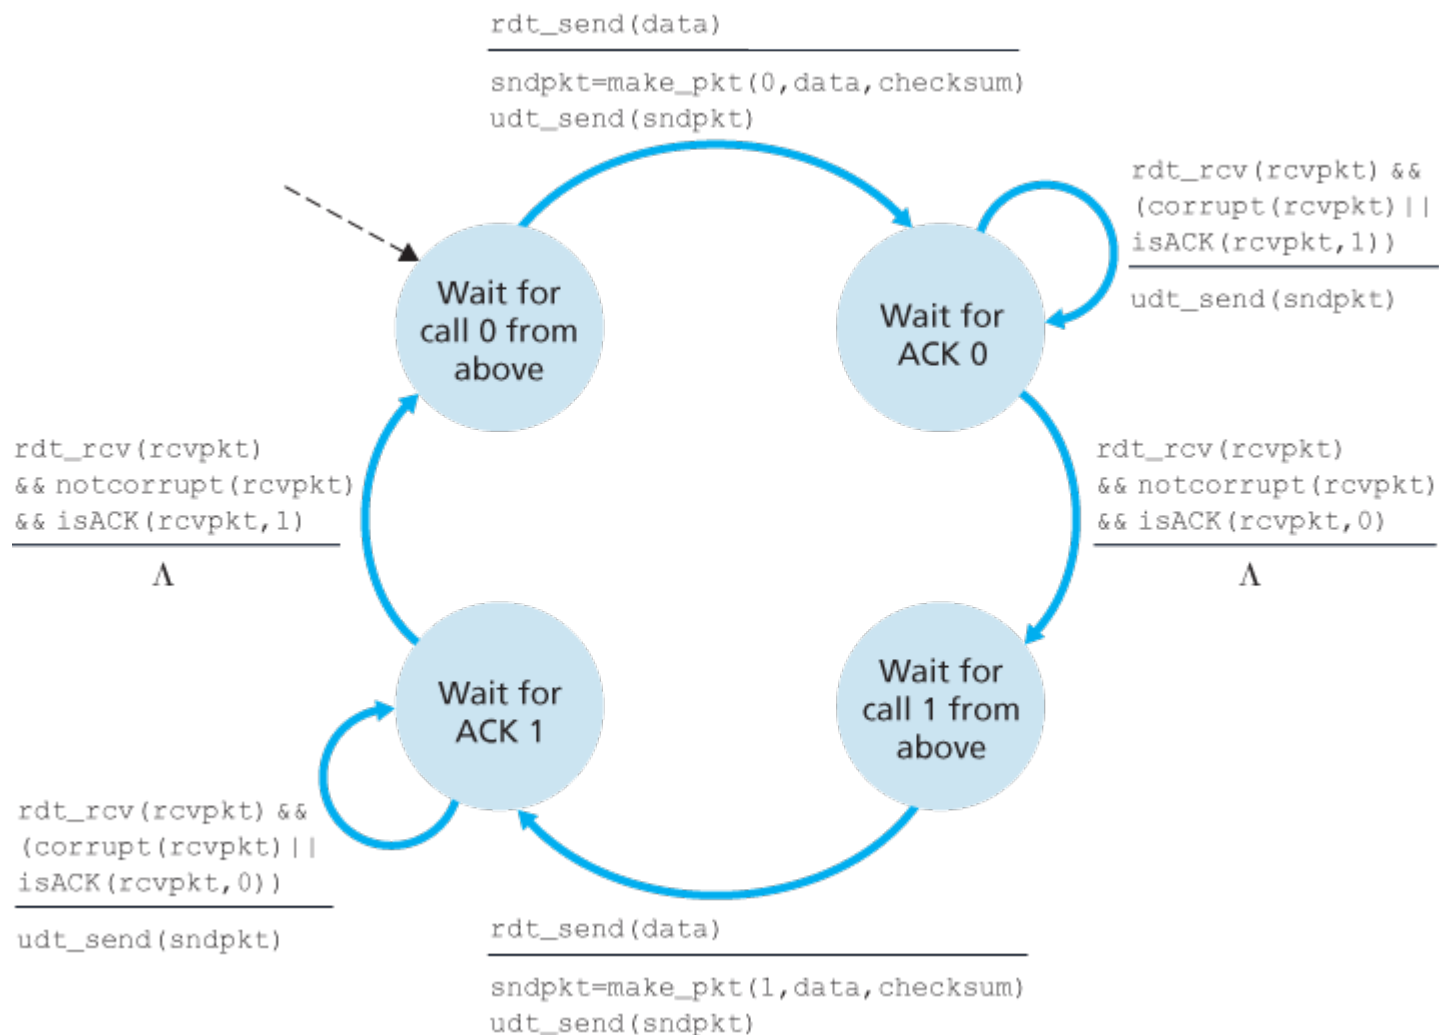 rdt_send(data)
sndpkt=make_pkt(0,data,checksum)
udt_send(sndpkt)
rdt_rcv(rcvpkt) &&
(corrupt(rcvpkt)||
isACK(rcvpkt,1))
udt_send(sndpkt)
Wait for
call 0 from
above
Wait for
ACK 0
rdt_rcv(rcvpkt)
&& notcorrupt(rcvpkt)
&& isACK(rcvpkt,1)
Λ
rdt_rcv(rcvpkt)
&& notcorrupt(rcvpkt)
&& isACK(rcvpkt,0)
Λ
Wait for
ACK 1
Wait for
call 1 from
above
rdt_rcv(rcvpkt) &&
(corrupt(rcvpkt)||
isACK(rcvpkt,0))
udt_send(sndpkt)
rdt_send(data)
sndpkt=make_pkt(1,data,checksum)
udt_send(sndpkt)